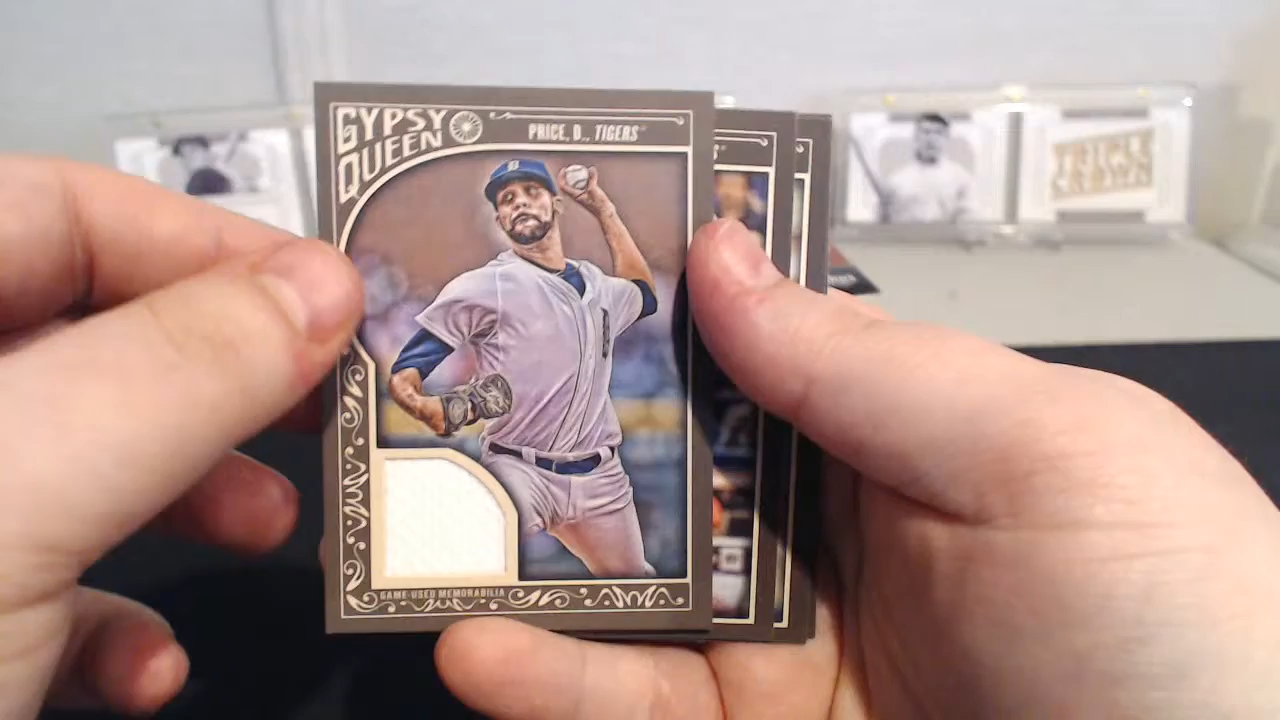 GYPSY
QUEEN
PRICE, D., TIGERS
GAME-USED MEMORABILIA
TRIPLE
CROWN